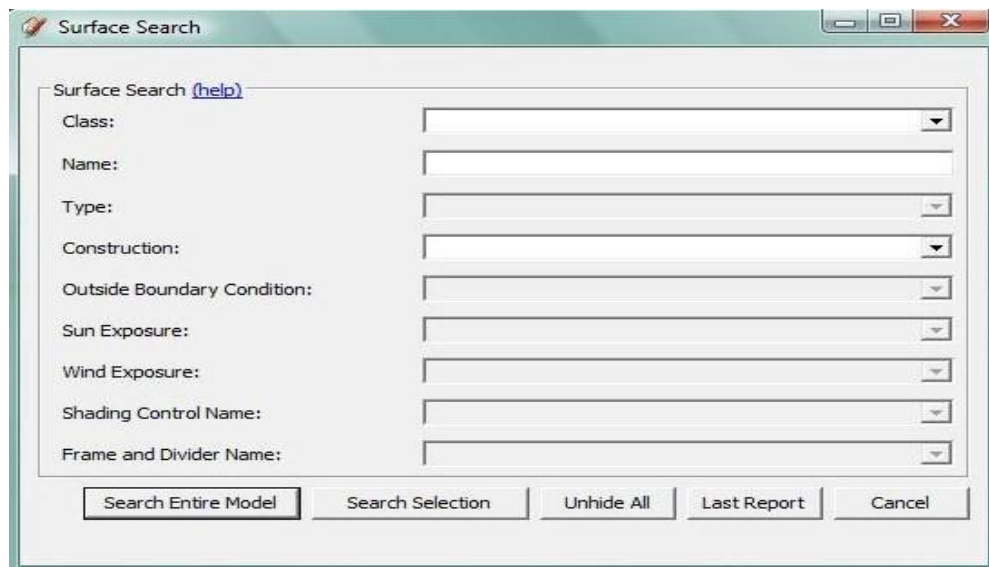 Surface Search
Surface Search (help)
Class:
Name:
Type:
Construction:
Outside Boundary Condition:
Sun Exposure:
Wind Exposure:
Shading Control Name:
Frame and Divider Name:
Search Entire Model Search Selection Unhide All Last Report Cancel